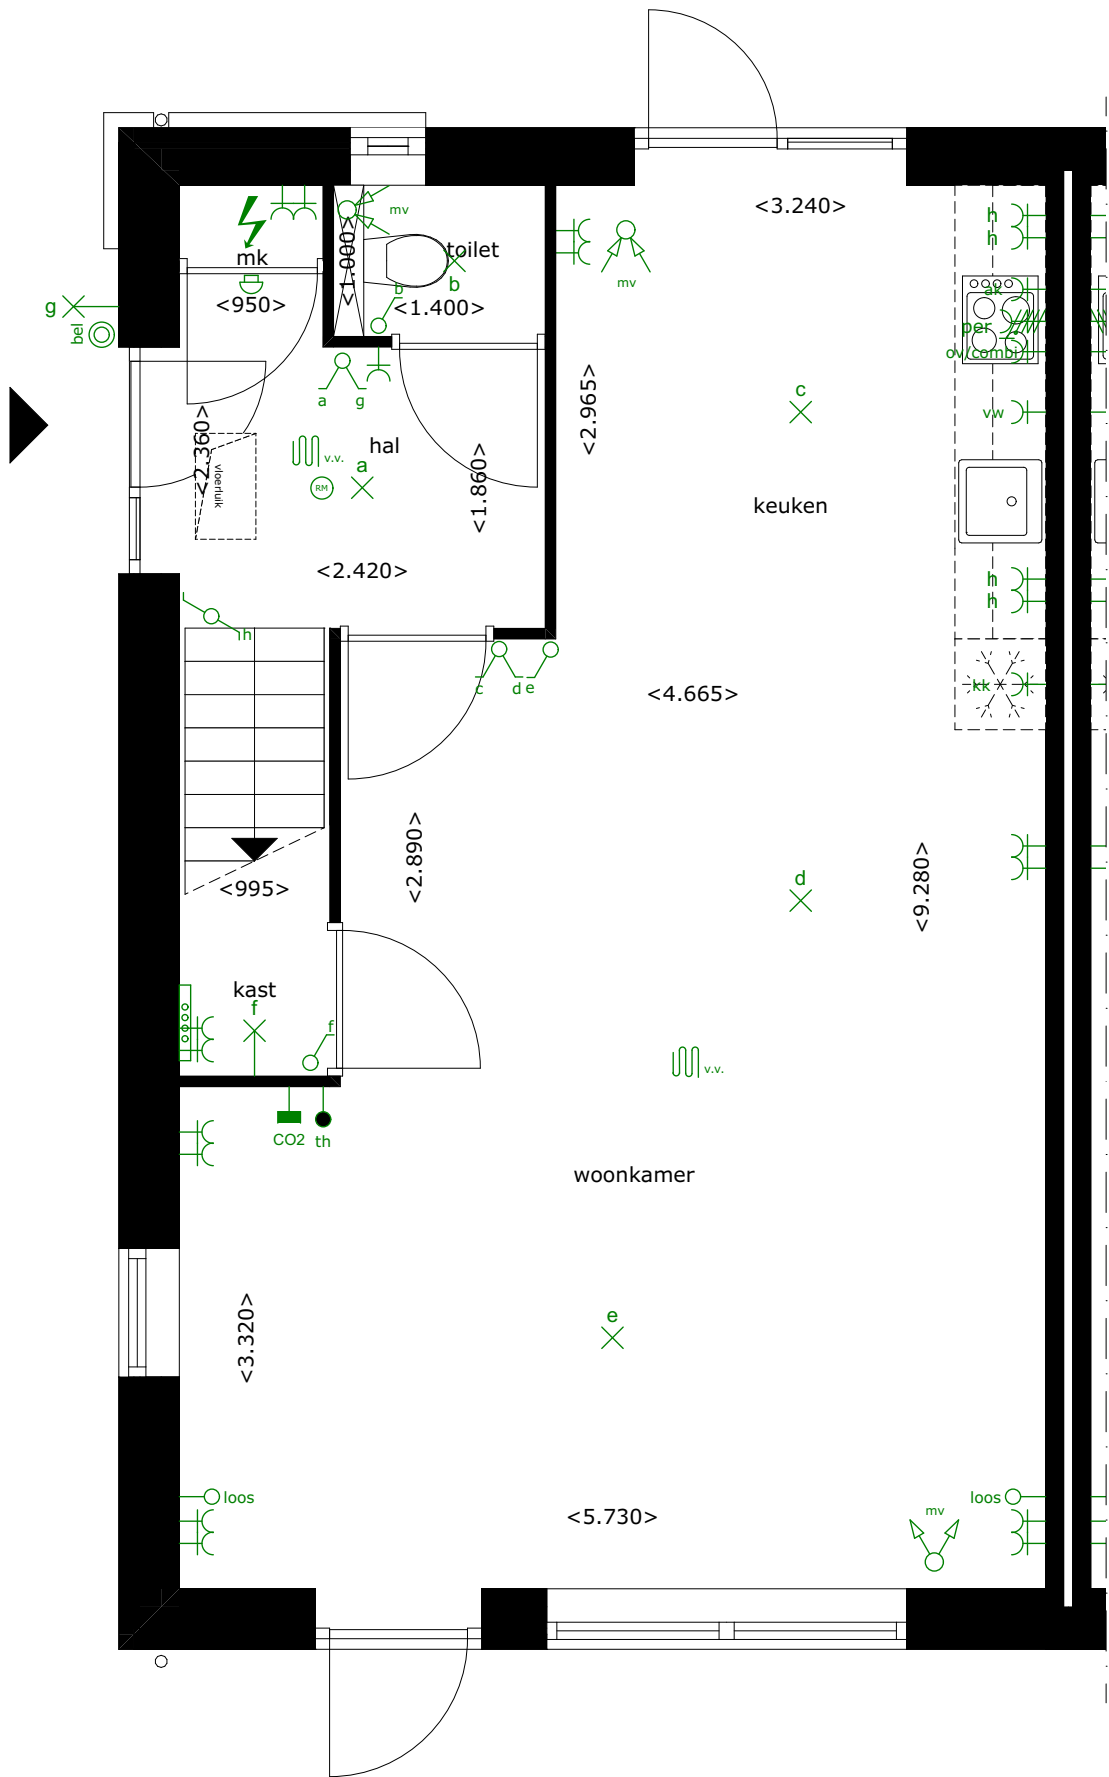 <3.240>
mv
toilet
<1.000>
mk
b
b
<950>
<1.400>
g
bel
mv
h
h
ak
per
ov/combi
vw
a
g
<2.965>
c
hal
v.v.
a
RM
<2.360>
vloerluik
<1.860>
keuken
<2.420>
h
h
h
c
d
e
<4.665>
kk
<2.890>
<9.280>
d
<995>
kast
f
f
v.v.
CO2
th
woonkamer
<3.320>
e
loos
<5.730>
mv
loos